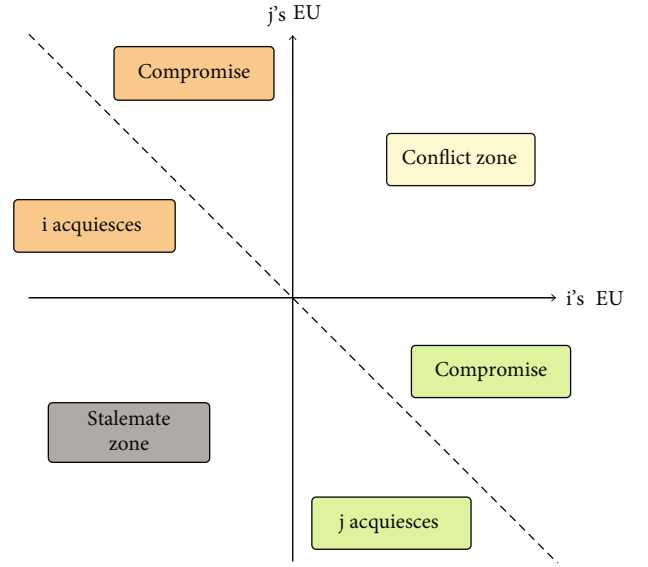 j's EU
Compromise
Conflict zone
i acquiesces
i's EU
Compromise
Stalemate
zone
j acquiesces